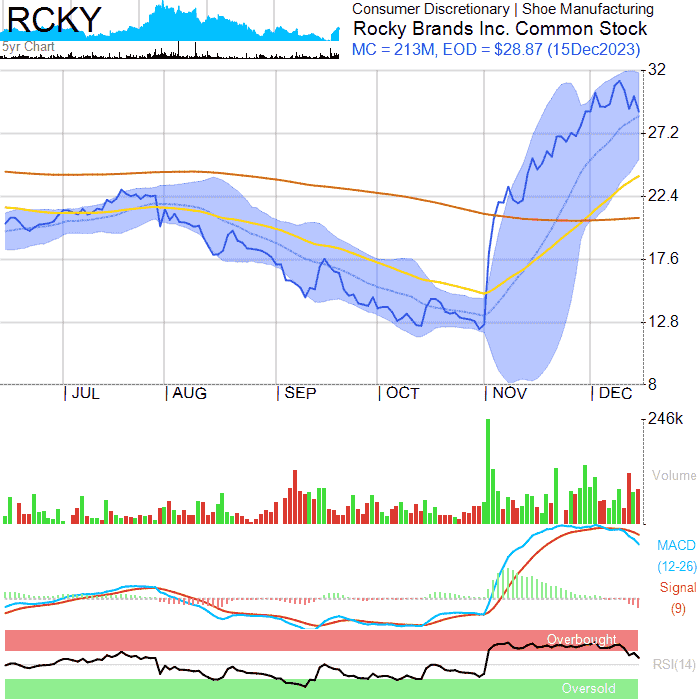 RCKY
5yr Chart
Consumer Discretionary | Shoe Manufacturing
Rocky Brands Inc. Common Stock
MC = 213M, EOD = $28.87 (15Dec2023)
32
27.2
22.4
17.6
12.8
8
| JUL | AUG | SEP | OCT | NOV | DEC
246k
Volume
MACD
(12-26)
Signal
(9)
Overbought
RSI(14)
Oversold